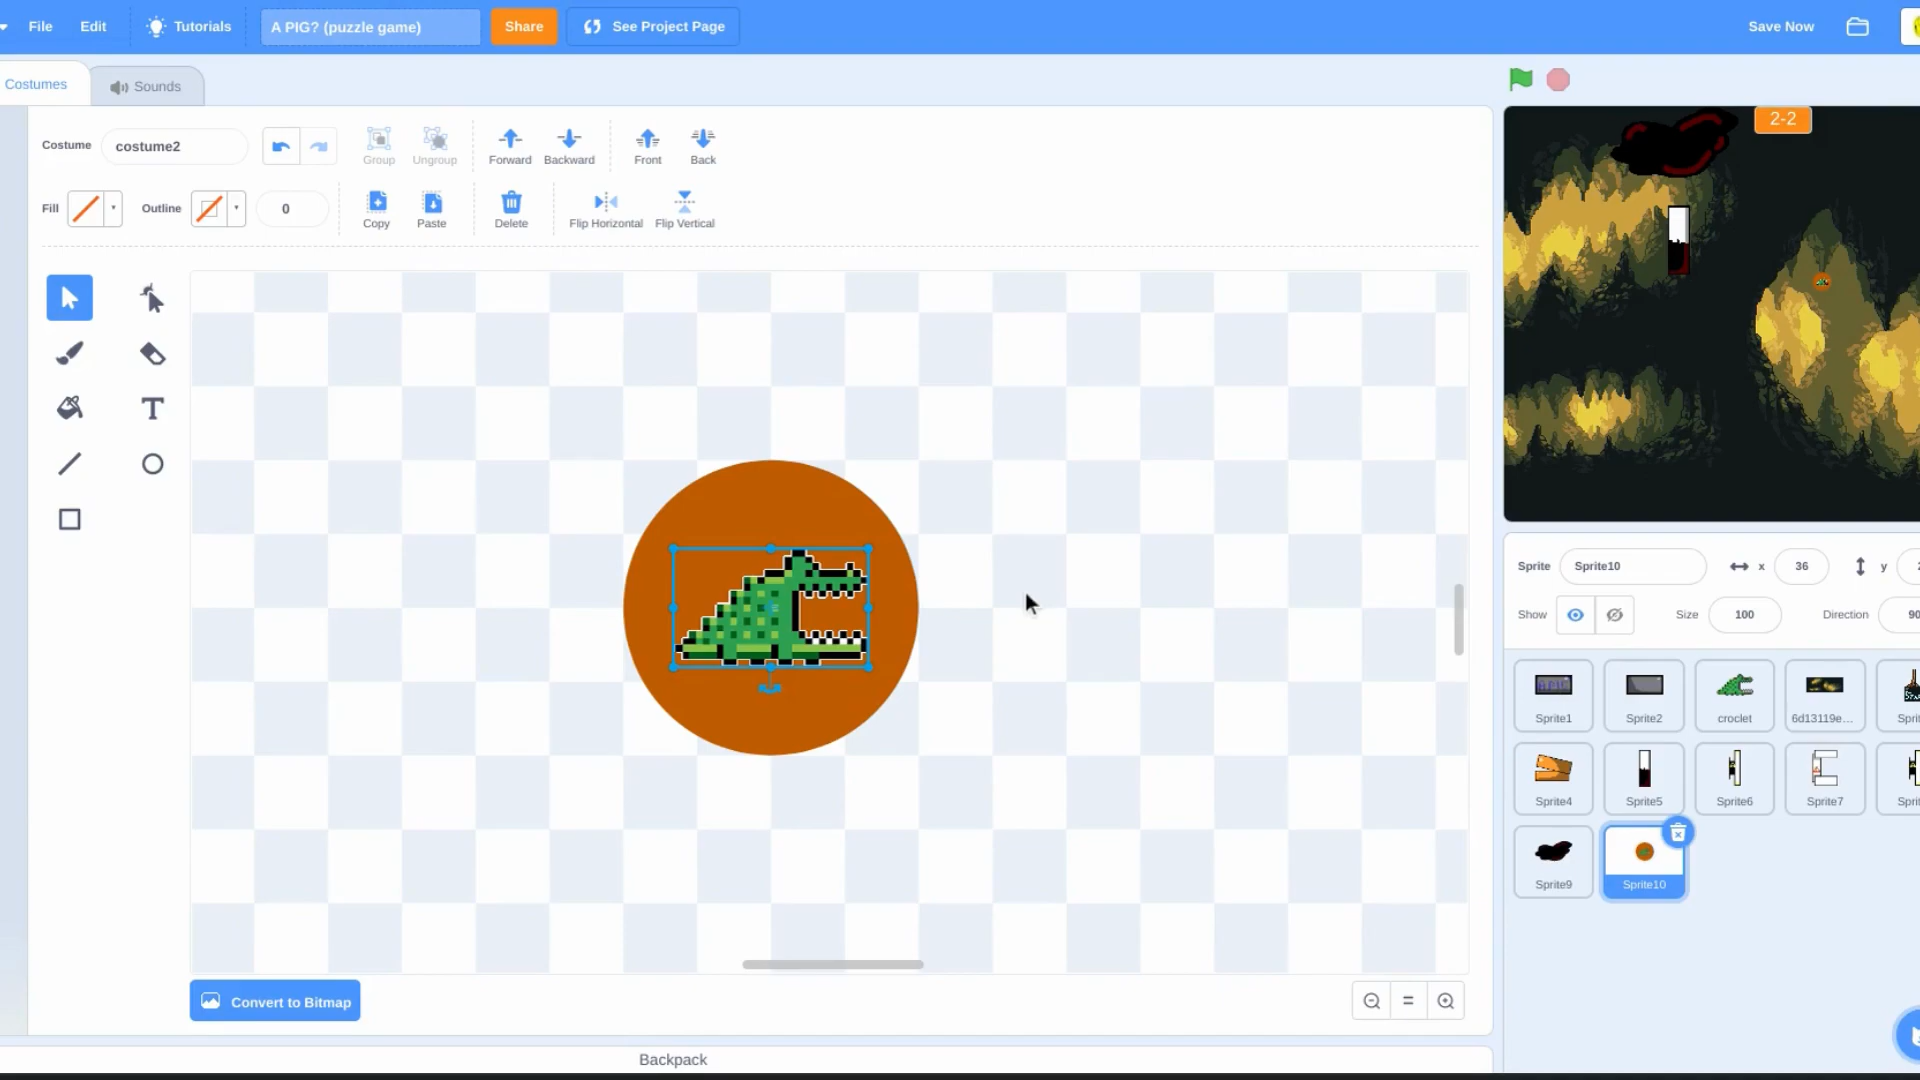 File Edit Tutorials A PIG? (puzzle game) Share See Project Page Save Now
Costumes Sounds
Costume costume2 Group Ungroup Forward Backward Front Back
Fill Outline 0 Copy Paste Delete Flip Horizontal Flip Vertical
T
Convert to Bitmap
Backpack
2-2
Sprite Sprite10 x 36 y
Show Size 100 Direction 90
Sprite1 Sprite2 croclet 6d13119e...
Sprite4 Sprite5 Sprite6 Sprite7
Sprite9 Sprite10